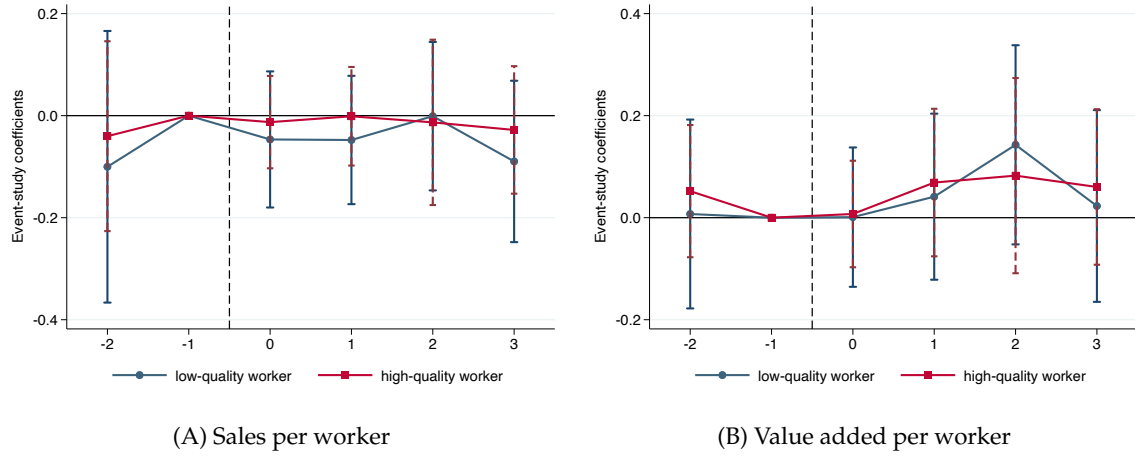 Event-study coefficients
0.2
0.0
-0.2
-0.4
-2 -1 0 1 2 3
low-quality worker high-quality worker
(A) Sales per worker
Event-study coefficients
0.4
0.2
0.0
-0.2
-2 -1 0 1 2 3
low-quality worker high-quality worker
(B) Value added per worker